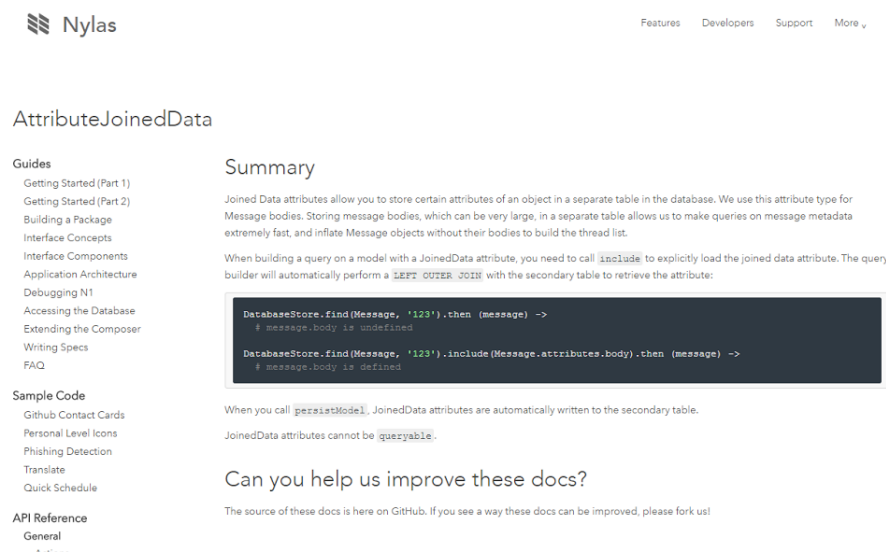 Nylas
Features Developers Support More
AttributeJoinedData
Guides
Getting Started (Part 1)
Getting Started (Part 2)
Building a Package
Interface Concepts
Interface Components
Application Architecture
Debugging N1
Accessing the Database
Extending the Composer
Writing Specs
FAQ
Sample Code
Github Contact Cards
Personal Level Icons
Phishing Detection
Translate
Quick Schedule
API Reference
General
Summary
Joined Data attributes allow you to store certain attributes of an object in a separate table in the database. We use this attribute type for
Message bodies. Storing message bodies, which can be very large, in a separate table allows us to make queries on message metadata
extremely fast, and inflate Message objects without their bodies to build the thread list.
When building a query on a model with a JoinedData attribute, you need to call include to explicitly load the joined data attribute. The query
builder will automatically perform a LEFT OUTER JOIN with the secondary table to retrieve the attribute:
DatabaseStore.find(Message, '123').then (message) ->
# message.body is undefined
DatabaseStore.find(Message, '123').include(Message.attributes.body).then (message) ->
# message.body is defined
When you call persistModel, JoinedData attributes are automatically written to the secondary table.
JoinedData attributes cannot be queryable.
Can you help us improve these docs?
The source of these docs is here on GitHub. If you see a way these docs can be improved, please fork us!